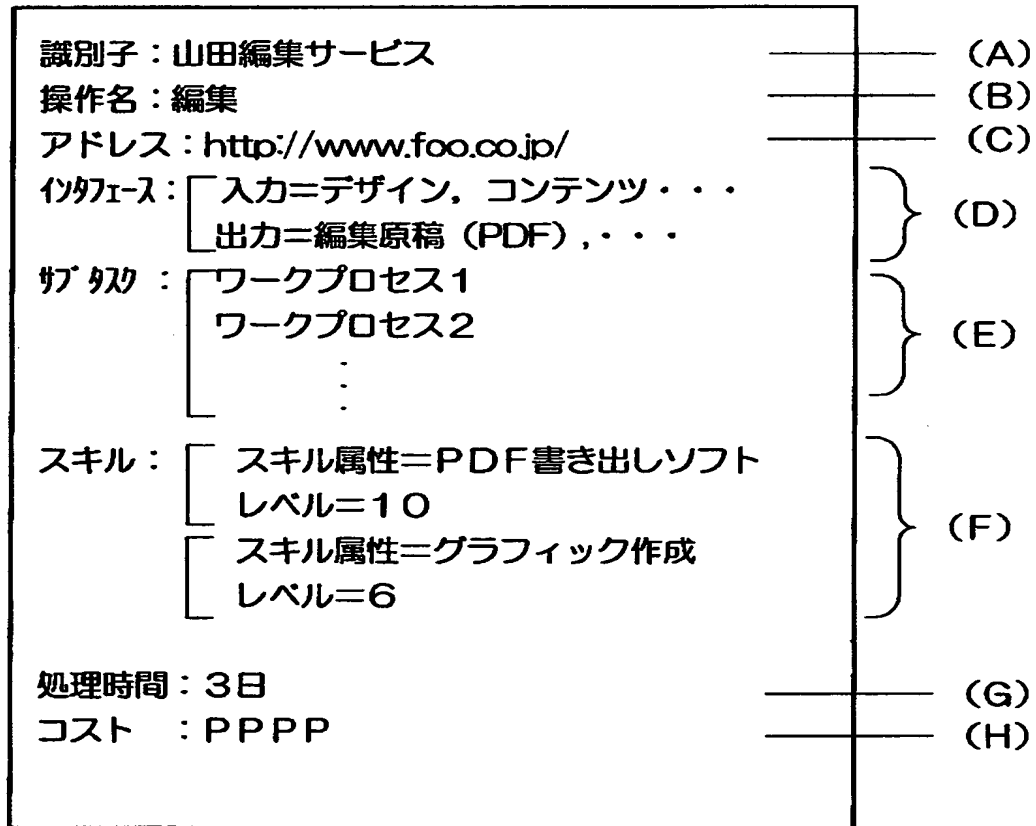 識別子：山田編集サービス (A)
操作名：編集 (B)
アドレス：http://www.foo.co.jp/ (C)
ｲﾝﾀﾌｪｰｽ：入力＝デザイン，コンテンツ・・・
出力＝編集原稿（PDF）,・・・ (D)
ｻﾌﾞﾀｽｸ：ワークプロセス１
ワークプロセス２ (E)
スキル：スキル属性＝ＰＤＦ書き出しソフト
レベル＝１０ (F)
スキル属性＝グラフィック作成
レベル＝６
処理時間：３日 (G)
コスト ：ＰＰＰＰ (H)